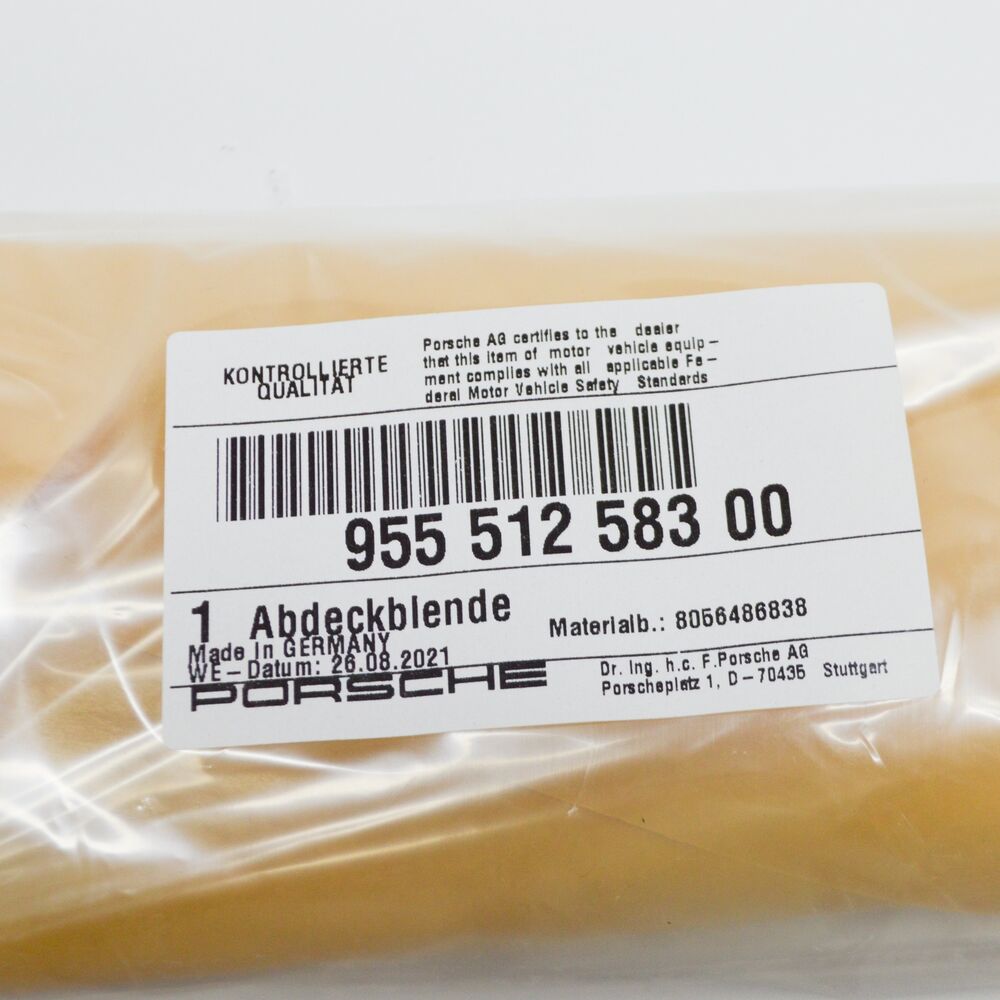 KONTROLLIERTE
QUALITÄT
Porsche AG certifies to the dealer
that this item of motor vehicle equip-
ment complies with all applicable Fe-
deral Motor Vehicle Safety Standards
955 512 583 00
1 Abdeckblende
Materialb.: 8056486838
Made in GERMANY
WE-Datum: 26.08.2021
PORSCHE
Dr. Ing. h.c. F.Porsche AG
Porscheplatz 1, D-70435 Stuttgart